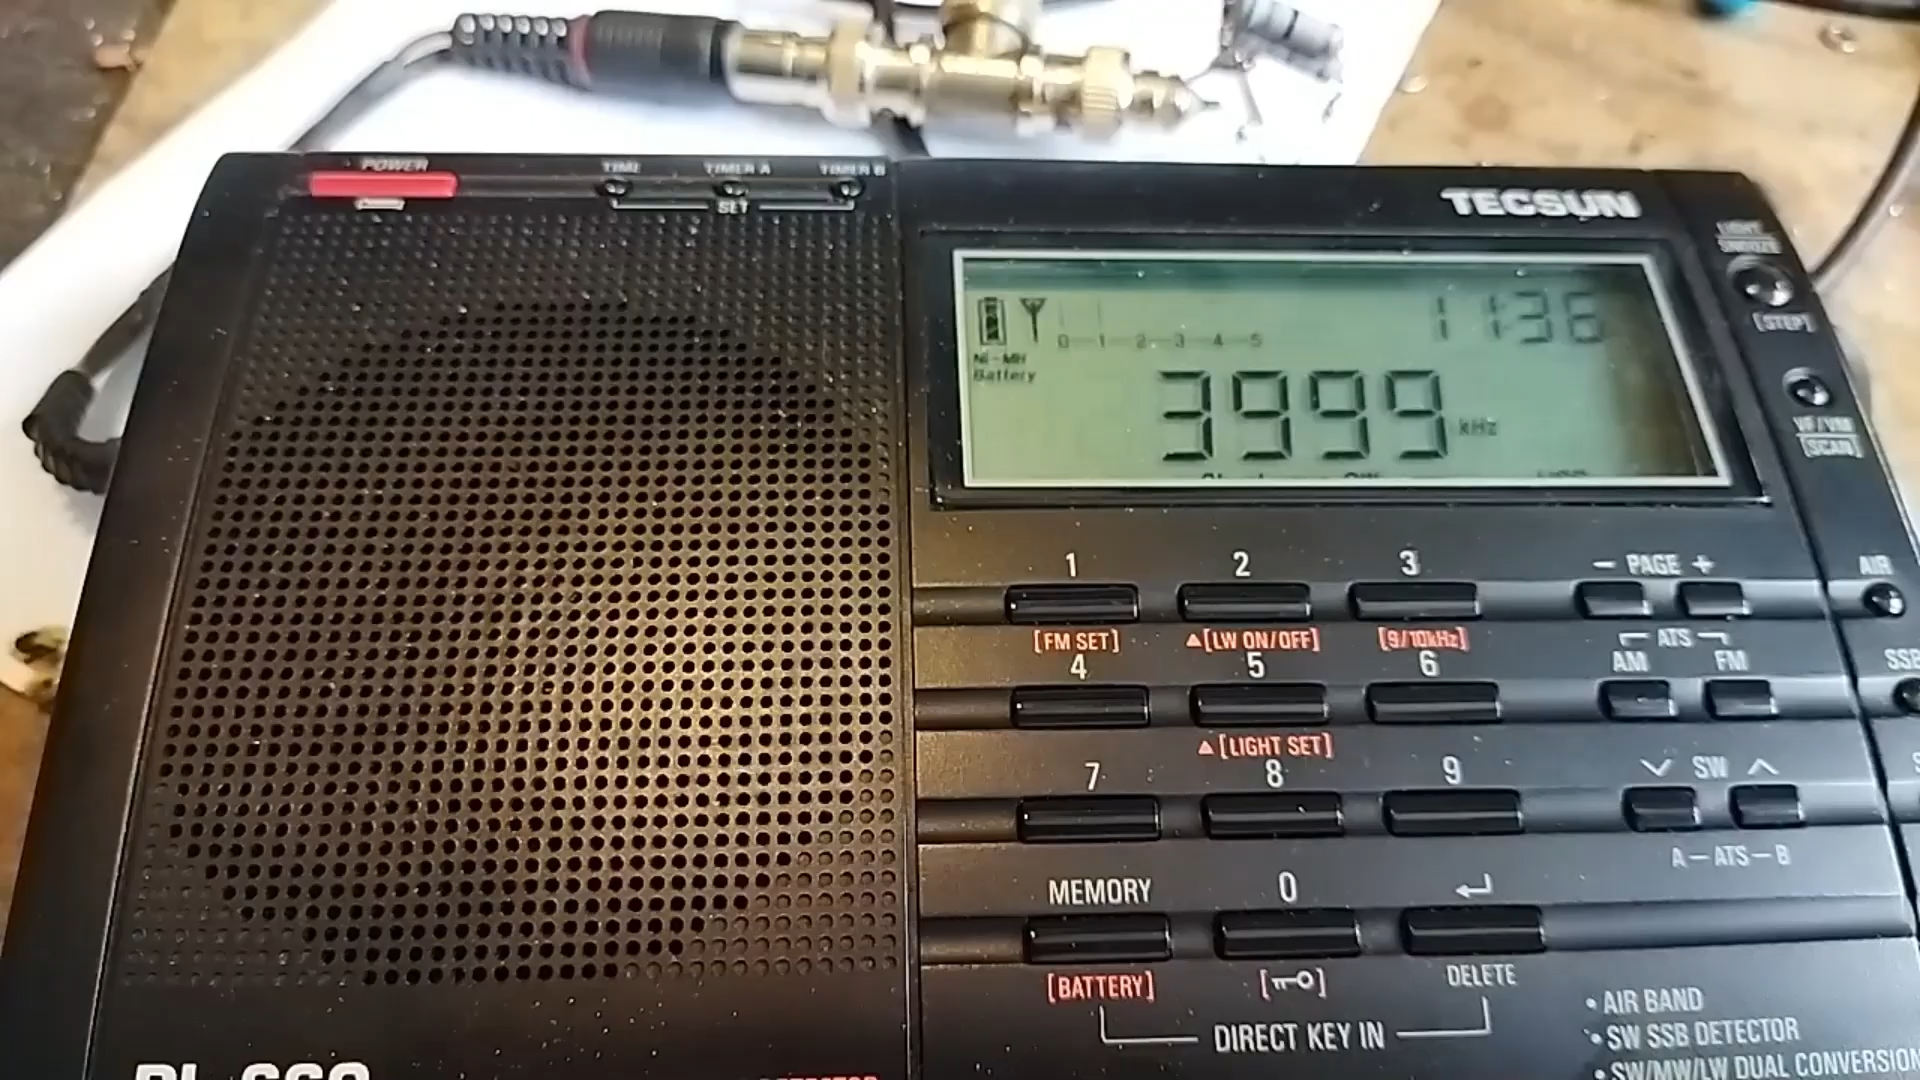 POWER
TIME TIMER A TIMER B
SET
TECSUN
LIGHT
SNOOZE
[STEP]
11:36
0 1 2 3 4 5
Ni-MH
Battery
3999 kHz
VF/VM
[SCAN]
1 2 3 - PAGE + AIR
[FM SET] [LW ON/OFF] [9/10kHz] ATS
4 5 6 AM FM SSB
[LIGHT SET]
7 8 9 SW
A-ATS-B
MEMORY 0
[BATTERY] DELETE
DIRECT KEY IN
• AIR BAND
• SW SSB DETECTOR
• SW/MW/LW DUAL CONVERSION